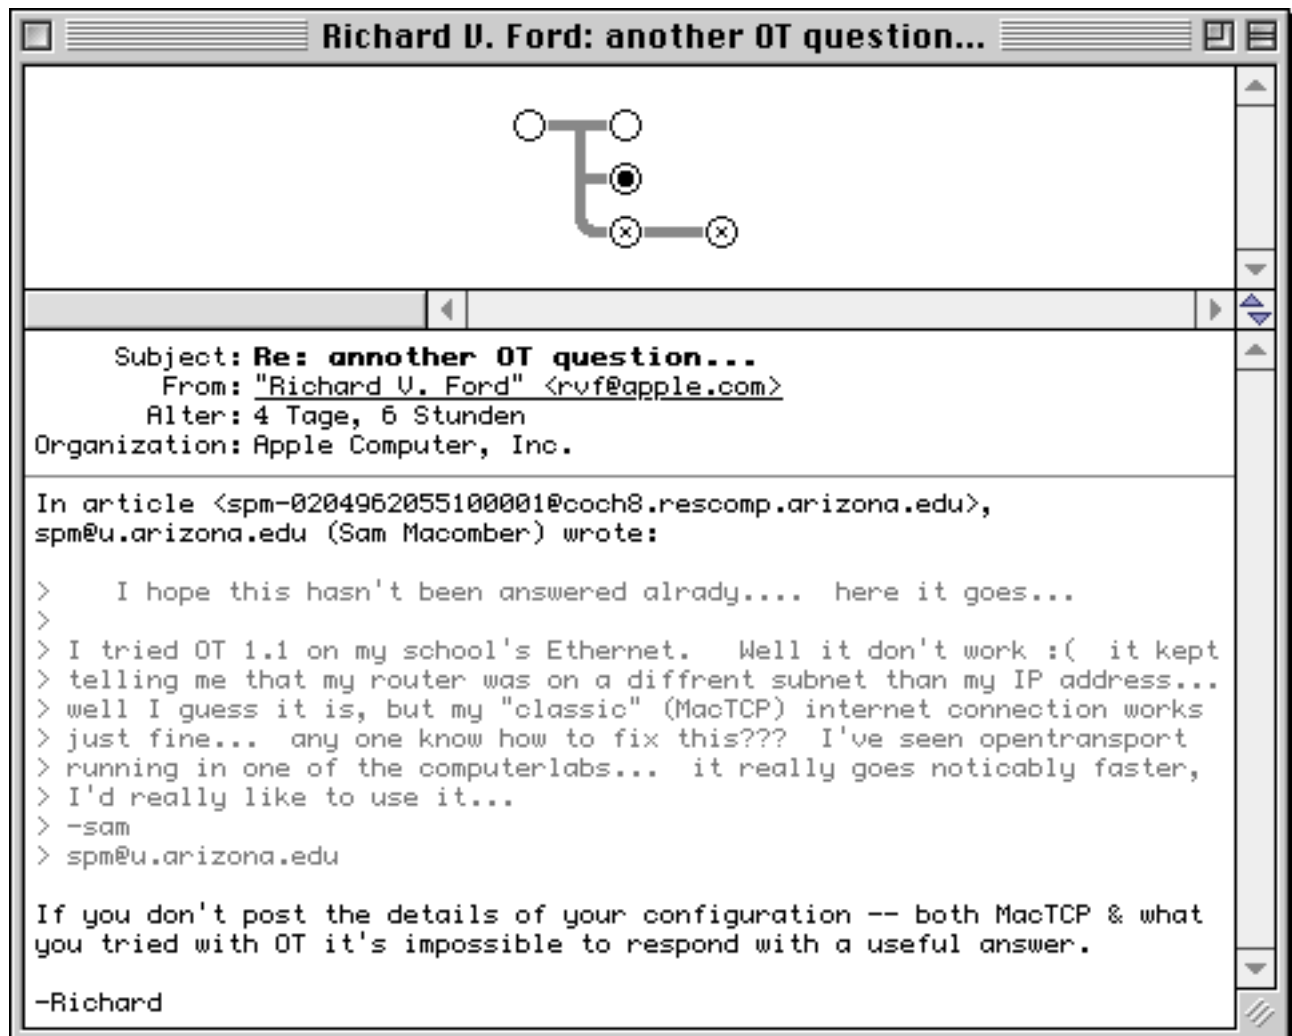 Richard V. Ford: another OT question...
Subject: Re: annother OT question...
From: "Richard V. Ford" <rvf@apple.com>
Alter: 4 Tage, 6 Stunden
Organization: Apple Computer, Inc.
In article <spm-0204962055100001@coch8.rescomp.arizona.edu>,
spm@u.arizona.edu (Sam Macomber) wrote:
>    I hope this hasn't been answered alrady....  here it goes...
>
> I tried OT 1.1 on my school's Ethernet.  Well it don't work :(  it kept
> telling me that my router was on a diffrent subnet than my IP address...
> well I guess it is, but my "classic" (MacTCP) internet connection works
> just fine...  any one know how to fix this???  I've seen opentransport
> running in one of the computerlabs...  it really goes noticably faster,
> I'd really like to use it...
> -sam
> spm@u.arizona.edu
If you don't post the details of your configuration -- both MacTCP & what
you tried with OT it's impossible to respond with a useful answer.
-Richard